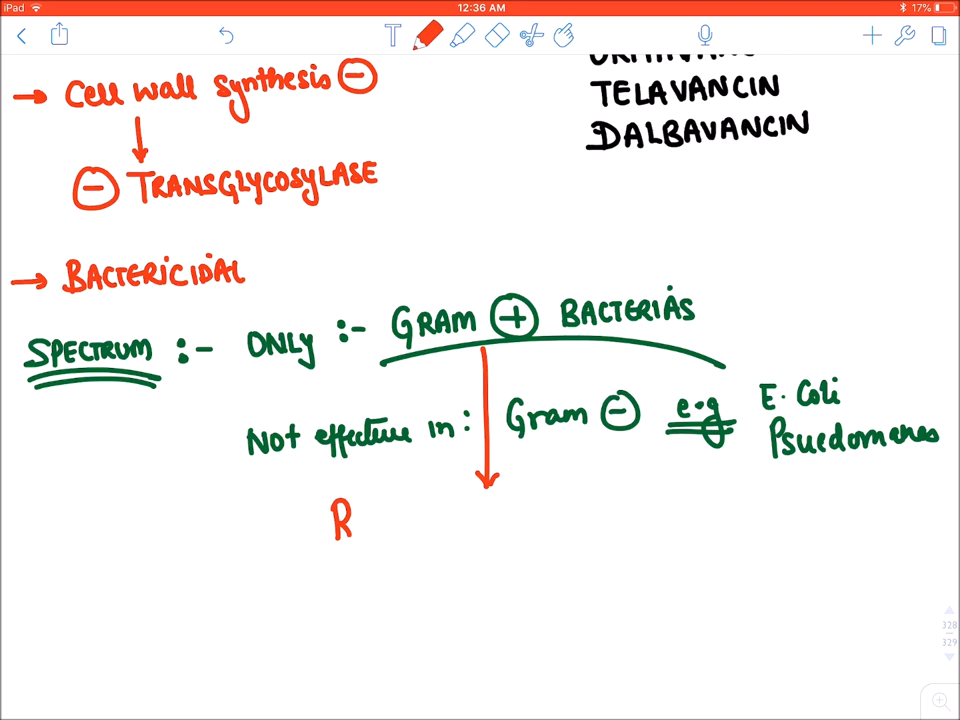 iPad 12:36 AM 17%
T
→ Cell wall synthesis ⊖
TELAVANCIN
DALBAVANCIN
⊖ TRANSGLYCOSYLASE
→ BACTERICIDAL
SPECTRUM :- ONLY :- GRAM ⊕ BACTERIAS
Not effective in : Gram ⊖ e.g E. Coli
Psuedomonas
R
328
329